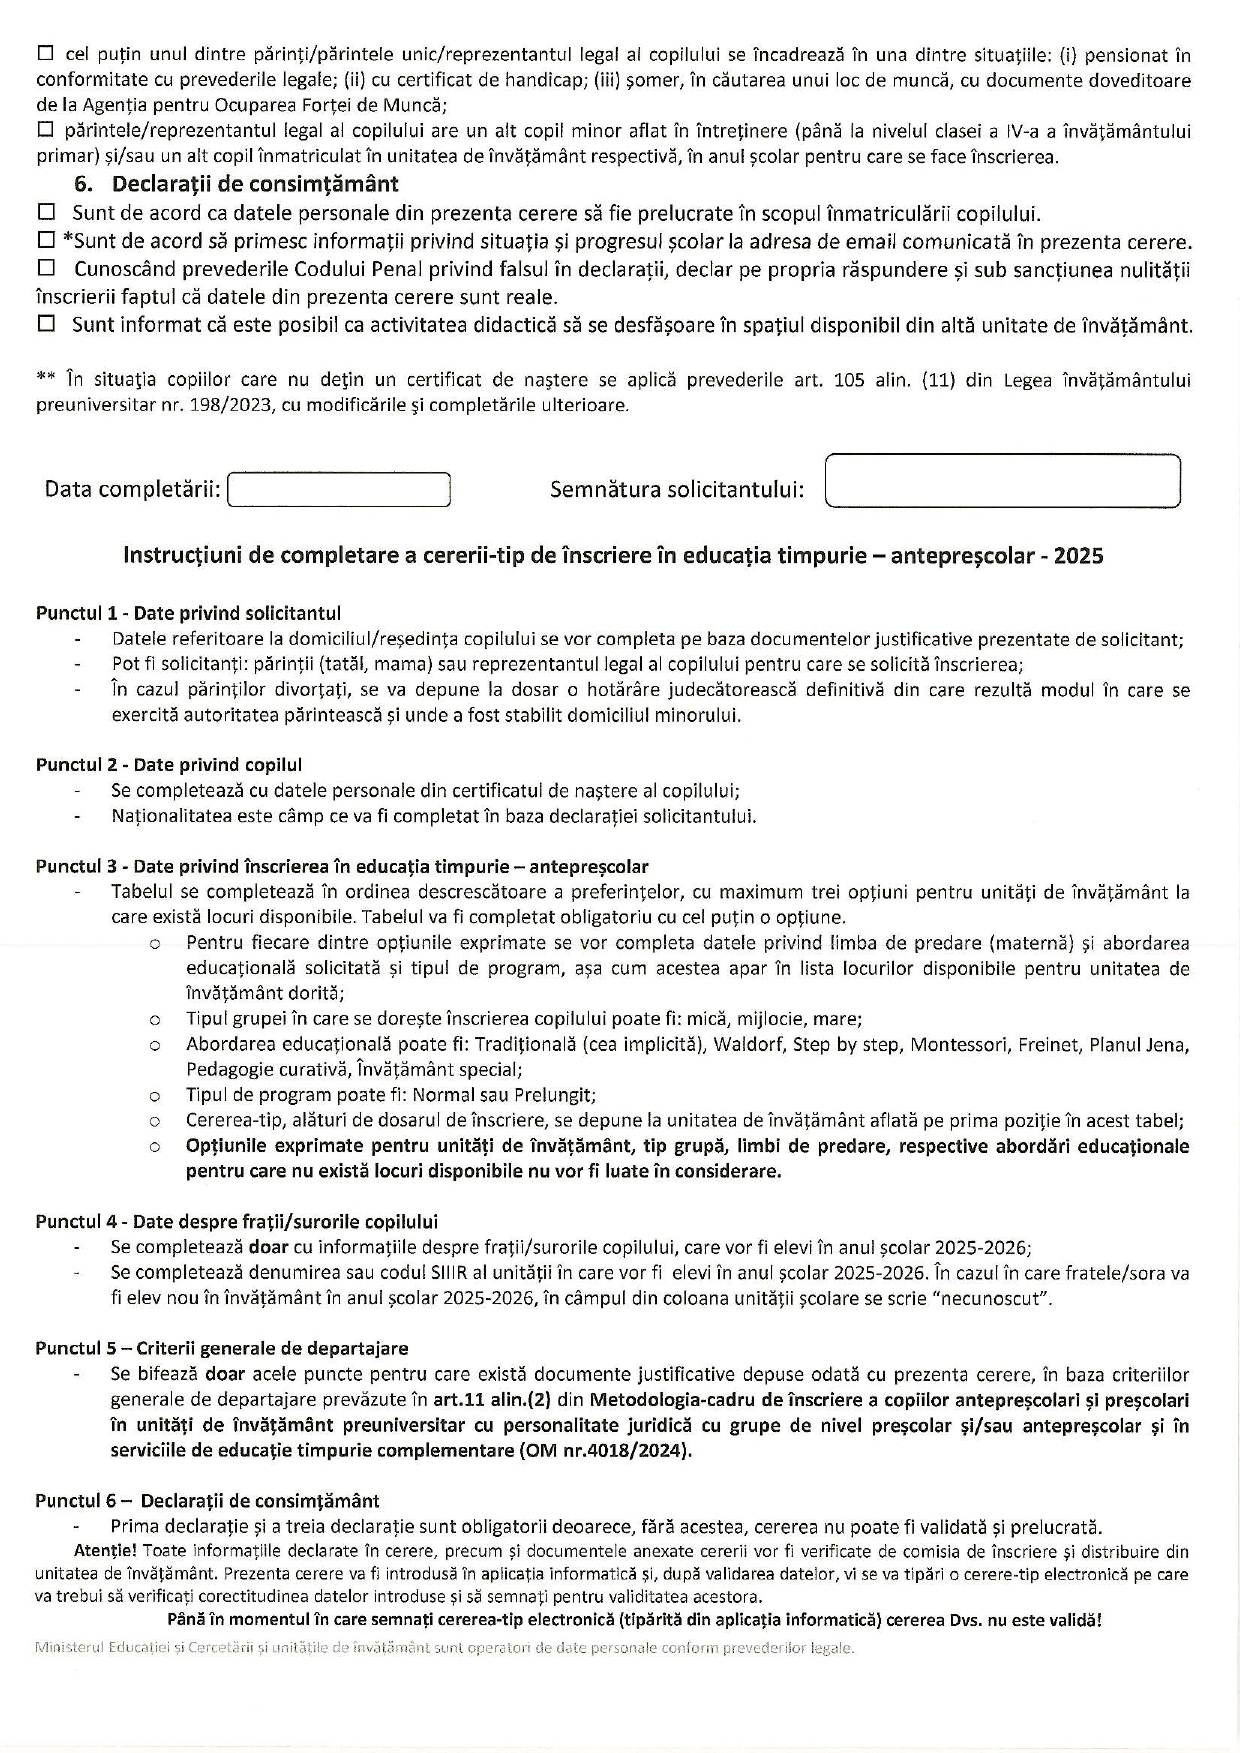 ☐ cel puțin unul dintre părinți/părintele unic/reprezentantul legal al copilului se încadrează în una dintre situațiile: (i) pensionat în
conformitate cu prevederile legale; (ii) cu certificat de handicap; (iii) șomer, în căutarea unui loc de muncă, cu documente doveditoare
de la Agenția pentru Ocuparea Forței de Muncă;
☐ părintele/reprezentantul legal al copilului are un alt copil minor aflat în întreținere (până la nivelul clasei a IV-a a învățământului
primar) și/sau un alt copil înmatriculat în unitatea de învățământ respectivă, în anul școlar pentru care se face înscrierea.
6. Declarații de consimțământ
☐ Sunt de acord ca datele personale din prezenta cerere să fie prelucrate în scopul înmatriculării copilului.
☐ *Sunt de acord să primesc informații privind situația și progresul școlar la adresa de email comunicată în prezenta cerere.
☐ Cunoscând prevederile Codului Penal privind falsul în declarații, declar pe propria răspundere și sub sancțiunea nulității
înscrierii faptul că datele din prezenta cerere sunt reale.
☐ Sunt informat că este posibil ca activitatea didactică să se desfășoare în spațiul disponibil din altă unitate de învățământ.
** În situaţia copiilor care nu deţin un certificat de naştere se aplică prevederile art. 105 alin. (11) din Legea învăţământului
preuniversitar nr. 198/2023, cu modificările şi completările ulterioare.
Data completării:
Semnătura solicitantului:
Instrucțiuni de completare a cererii-tip de înscriere în educația timpurie – antepreșcolar - 2025
Punctul 1 - Date privind solicitantul
- Datele referitoare la domiciliul/reședința copilului se vor completa pe baza documentelor justificative prezentate de solicitant;
- Pot fi solicitanți: părinții (tatăl, mama) sau reprezentantul legal al copilului pentru care se solicită înscrierea;
- În cazul părinților divorțați, se va depune la dosar o hotărâre judecătorească definitivă din care rezultă modul în care se
exercită autoritatea părintească și unde a fost stabilit domiciliul minorului.
Punctul 2 - Date privind copilul
- Se completează cu datele personale din certificatul de naștere al copilului;
- Naționalitatea este câmp ce va fi completat în baza declarației solicitantului.
Punctul 3 - Date privind înscrierea în educația timpurie – antepreșcolar
- Tabelul se completează în ordinea descrescătoare a preferințelor, cu maximum trei opțiuni pentru unități de învățământ la
care există locuri disponibile. Tabelul va fi completat obligatoriu cu cel puțin o opțiune.
o Pentru fiecare dintre opțiunile exprimate se vor completa datele privind limba de predare (maternă) și abordarea
educațională solicitată și tipul de program, așa cum acestea apar în lista locurilor disponibile pentru unitatea de
învățământ dorită;
o Tipul grupei în care se dorește înscrierea copilului poate fi: mică, mijlocie, mare;
o Abordarea educațională poate fi: Tradițională (cea implicită), Waldorf, Step by step, Montessori, Freinet, Planul Jena,
Pedagogie curativă, Învățământ special;
o Tipul de program poate fi: Normal sau Prelungit;
o Cererea-tip, alături de dosarul de înscriere, se depune la unitatea de învățământ aflată pe prima poziție în acest tabel;
o Opțiunile exprimate pentru unități de învățământ, tip grupă, limbi de predare, respective abordări educaționale
pentru care nu există locuri disponibile nu vor fi luate în considerare.
Punctul 4 - Date despre frații/surorile copilului
- Se completează doar cu informațiile despre frații/surorile copilului, care vor fi elevi în anul școlar 2025-2026;
- Se completează denumirea sau codul SIIIR al unității în care vor fi elevi în anul școlar 2025-2026. În cazul în care fratele/sora va
fi elev nou în învățământ în anul școlar 2025-2026, în câmpul din coloana unității școlare se scrie “necunoscut”.
Punctul 5 – Criterii generale de departajare
- Se bifează doar acele puncte pentru care există documente justificative depuse odată cu prezenta cerere, în baza criteriilor
generale de departajare prevăzute în art.11 alin.(2) din Metodologia-cadru de înscriere a copiilor antepreșcolari și preșcolari
în unități de învățământ preuniversitar cu personalitate juridică cu grupe de nivel preșcolar și/sau antepreșcolar și în
serviciile de educație timpurie complementare (OM nr.4018/2024).
Punctul 6 – Declarații de consimțământ
- Prima declarație și a treia declarație sunt obligatorii deoarece, fără acestea, cererea nu poate fi validată și prelucrată.
Atenție! Toate informațiile declarate în cerere, precum și documentele anexate cererii vor fi verificate de comisia de înscriere și distribuire din
unitatea de învățământ. Prezenta cerere va fi introdusă în aplicația informatică și, după validarea datelor, vi se va tipări o cerere-tip electronică pe care
va trebui să verificați corectitudinea datelor introduse și să semnați pentru validitatea acestora.
Până în momentul în care semnați cererea-tip electronică (tipărită din aplicația informatică) cererea Dvs. nu este validă!
Ministerul Educației și Cercetării și unitățile de învățământ sunt operatori de date personale conform prevederilor legale.